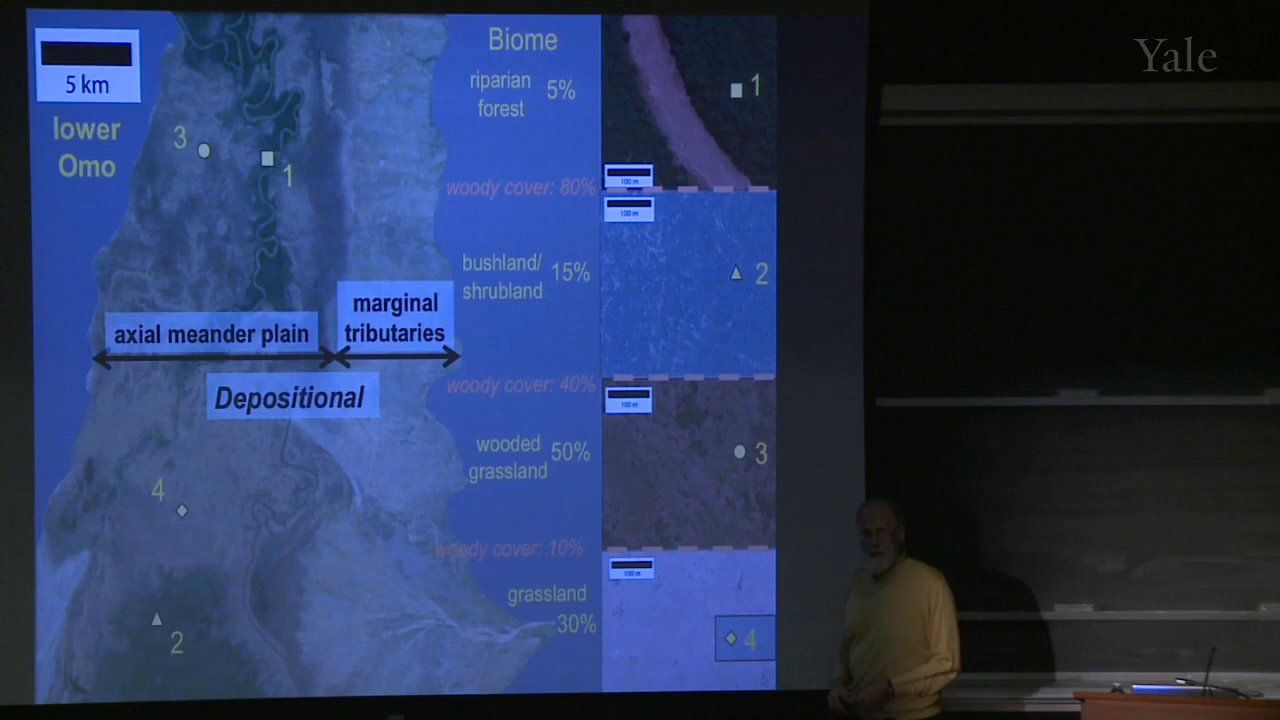 Yale
5 km
lower
Omo
3
1
axial meander plain
marginal
tributaries
Depositional
4
2
Biome
riparian
forest
5%
woody cover: 80%
bushland/
shrubland
15%
woody cover: 40%
wooded
grassland
50%
woody cover: 10%
grassland
30%
1
100 m
100 m
2
100 m
3
100 m
4